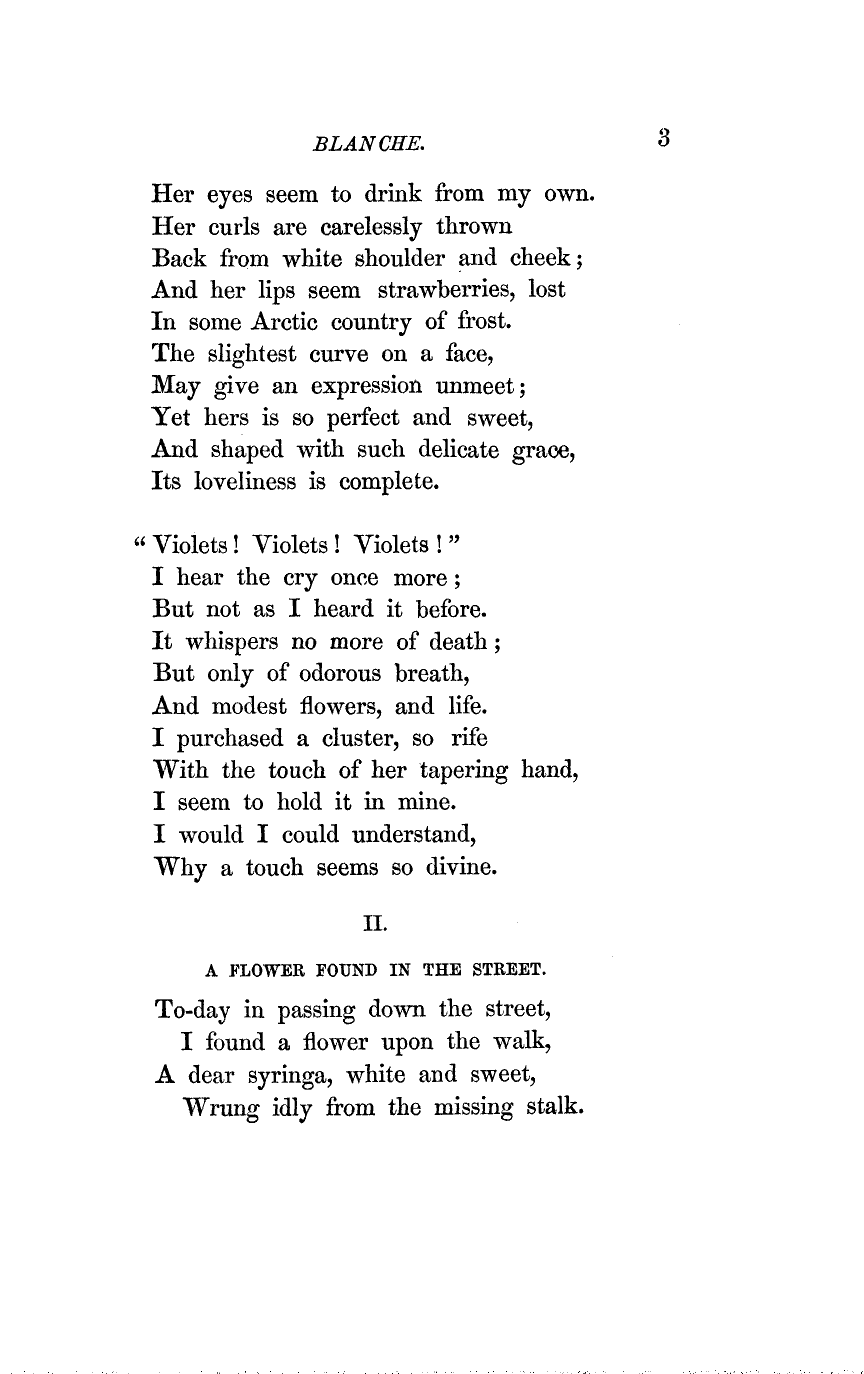 BLANCHE. 3
Her eyes seem to drink from my own.
Her curls are carelessly thrown
Back from white shoulder and cheek;
And her lips seem strawberries, lost
In some Arctic country of frost.
The slightest curve on a face,
May give an expression unmeet;
Yet hers is so perfect and sweet,
And shaped with such delicate grace,
Its loveliness is complete.
“Violets! Violets! Violets!”
I hear the cry once more;
But not as I heard it before.
It whispers no more of death;
But only of odorous breath,
And modest flowers, and life.
I purchased a cluster, so rife
With the touch of her tapering hand,
I seem to hold it in mine.
I would I could understand,
Why a touch seems so divine.
II.
A FLOWER FOUND IN THE STREET.
To-day in passing down the street,
I found a flower upon the walk,
A dear syringa, white and sweet,
Wrung idly from the missing stalk.